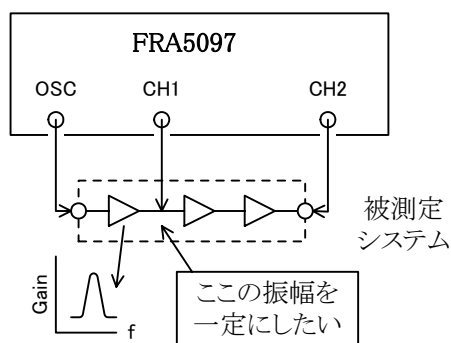 FRA5097
OSC
CH1
CH2
被測定
システム
Gain
f
ここの振幅を
一定にしたい